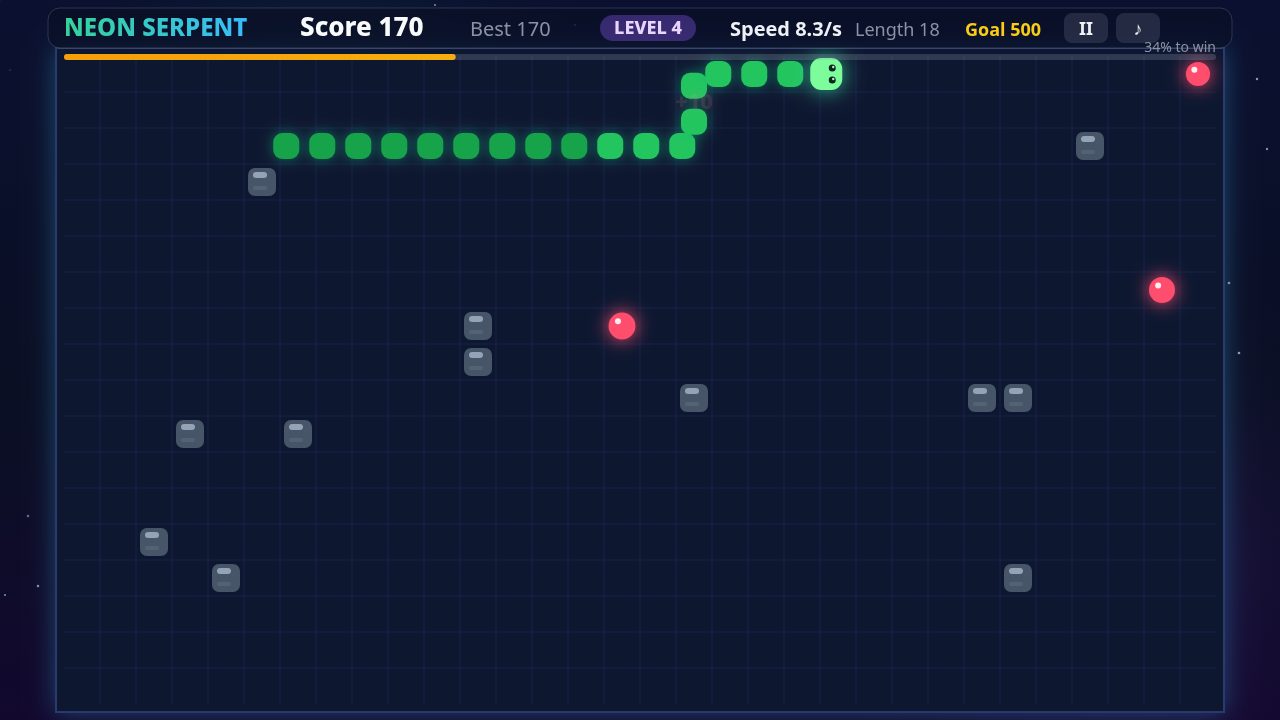 NEON SERPENT Score 170 Best 170 LEVEL 4 Speed 8.3/s Length 18 Goal 500 II ♪
34% to win
+10